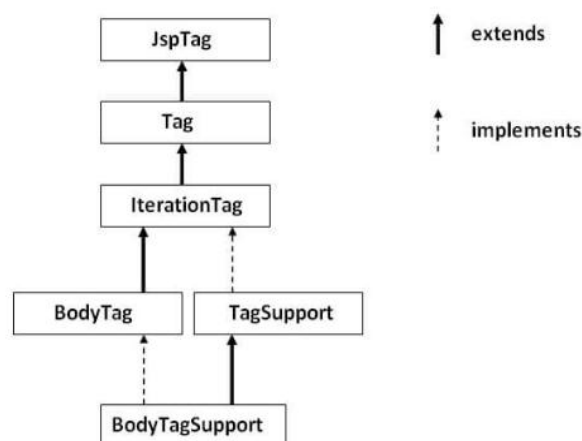 JspTag
extends
Tag
implements
IterationTag
BodyTag
TagSupport
BodyTagSupport